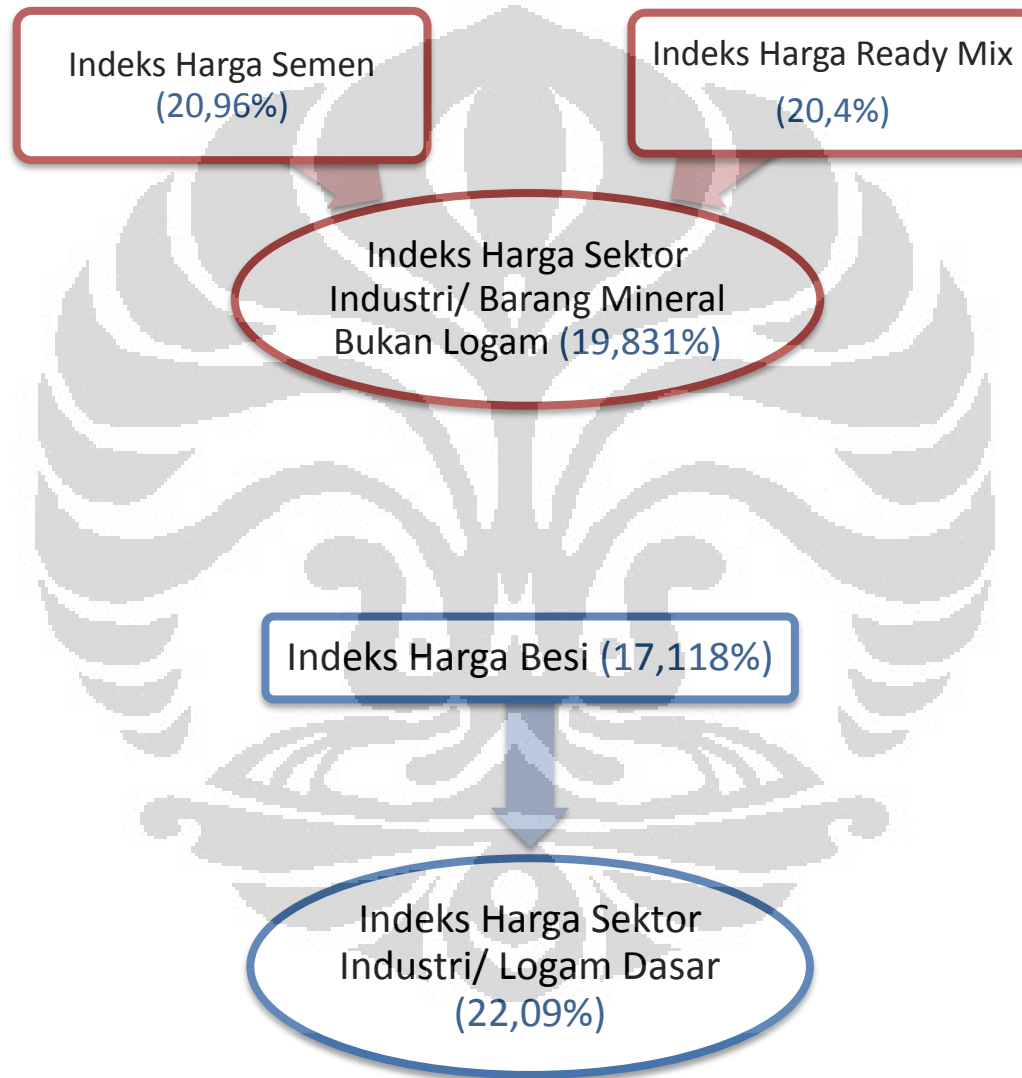 Indeks Harga Semen
(20,96%)
Indeks Harga Ready Mix
(20,4%)
Indeks Harga Sektor
Industri/ Barang Mineral
Bukan Logam (19,831%)
Indeks Harga Besi (17,118%)
Indeks Harga Sektor
Industri/ Logam Dasar
(22,09%)